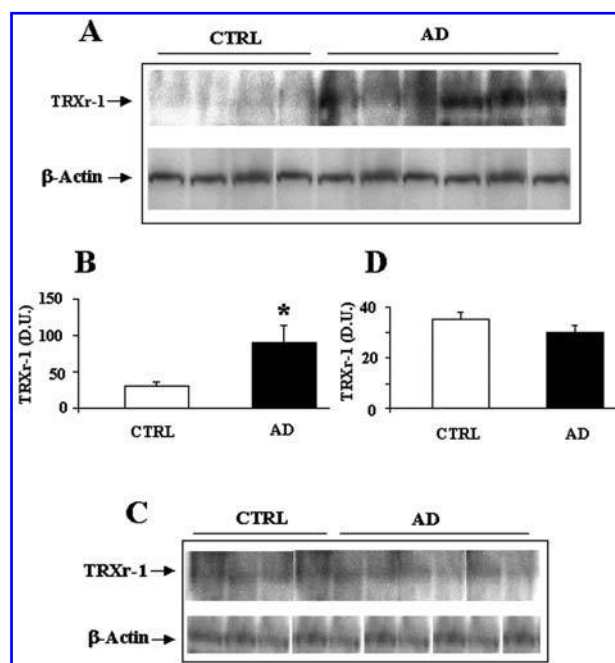 A
CTRL AD
TRXr-1
β-Actin
B
TRXr-1 (D.U.)
150
100
50
0
*
CTRL AD
D
TRXr-1 (D.U.)
40
20
0
CTRL AD
C
CTRL AD
TRXr-1
β-Actin